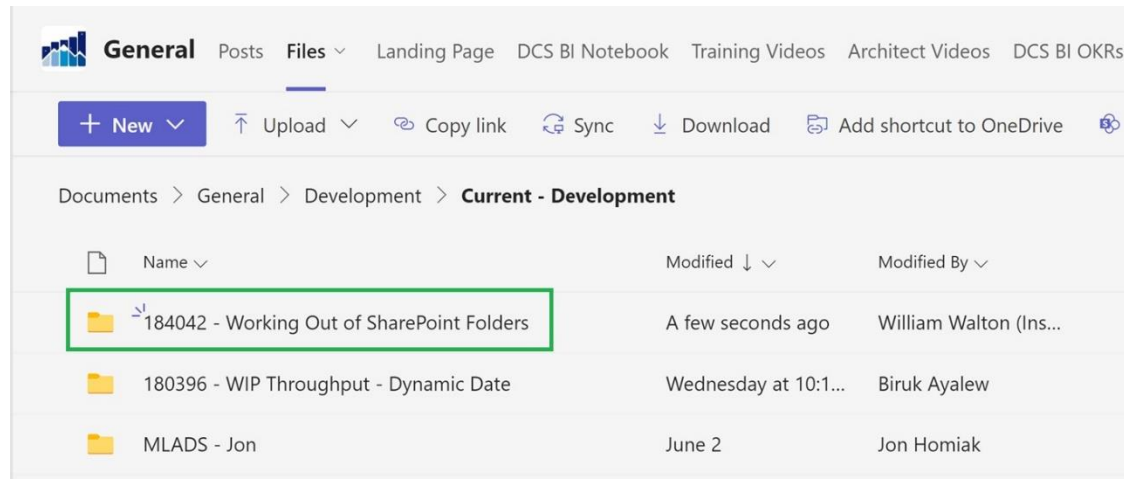 General Posts Files Landing Page DCS BI Notebook Training Videos Architect Videos DCS BI OKRs
New Upload Copy link Sync Download Add shortcut to OneDrive
Documents > General > Development > Current - Development
Name Modified ↓ Modified By
184042 - Working Out of SharePoint Folders A few seconds ago William Walton (Ins...
180396 - WIP Throughput - Dynamic Date Wednesday at 10:1... Biruk Ayalew
MLADS - Jon June 2 Jon Homiak